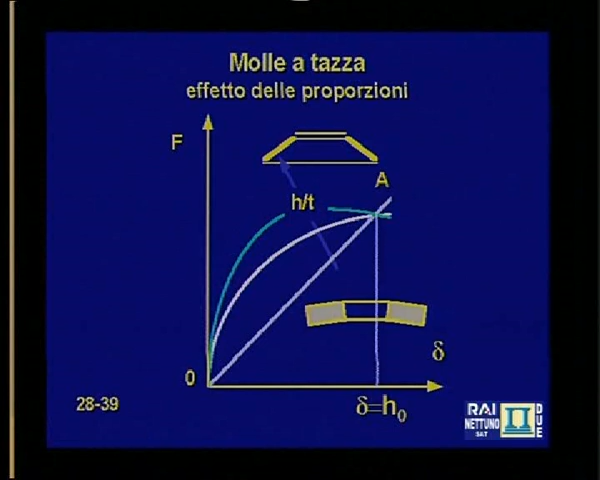 Molle a tazza
effetto delle proporzioni
F
A
h/t
δ
0
δ=h₀
28-39
RAI
NETTUNO
SAT
DUE